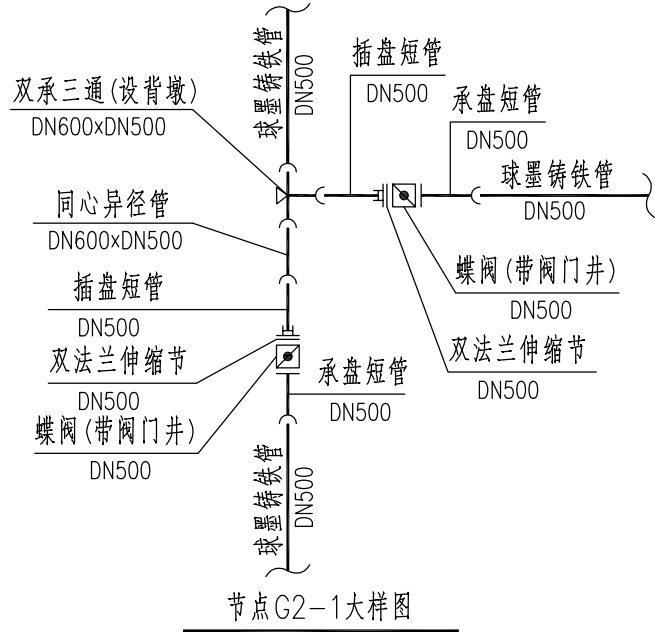 球墨铸铁管
DN500
插盘短管
DN500
双承三通(设背墩)
DN600xDN500
承盘短管
DN500
球墨铸铁管
DN500
同心异径管
DN600xDN500
蝶阀(带阀门井)
DN500
插盘短管
DN500
双法兰伸缩节
DN500
双法兰伸缩节
DN500
承盘短管
DN500
蝶阀(带阀门井)
DN500
球墨铸铁管
DN500
节点G2-1大样图